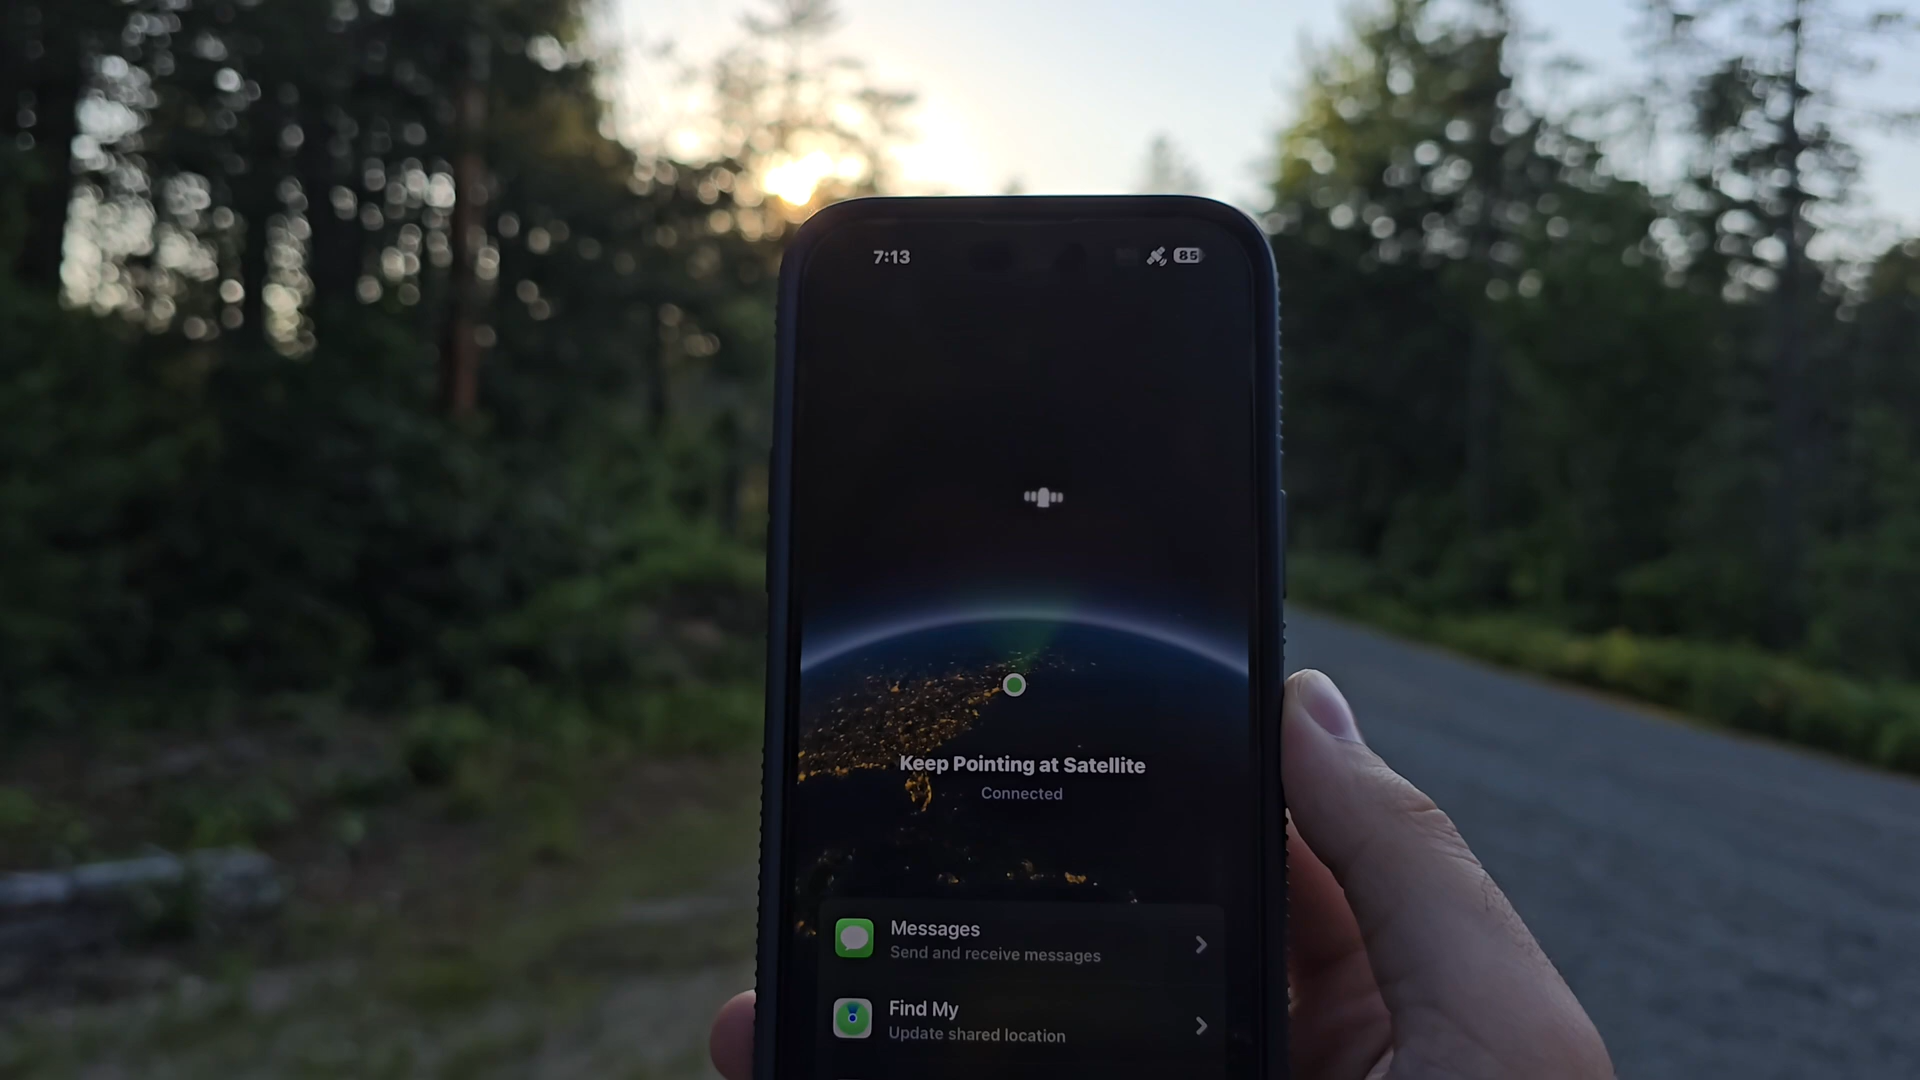 7:13
85
Keep Pointing at Satellite
Connected
Messages
Send and receive messages
Find My
Update shared location